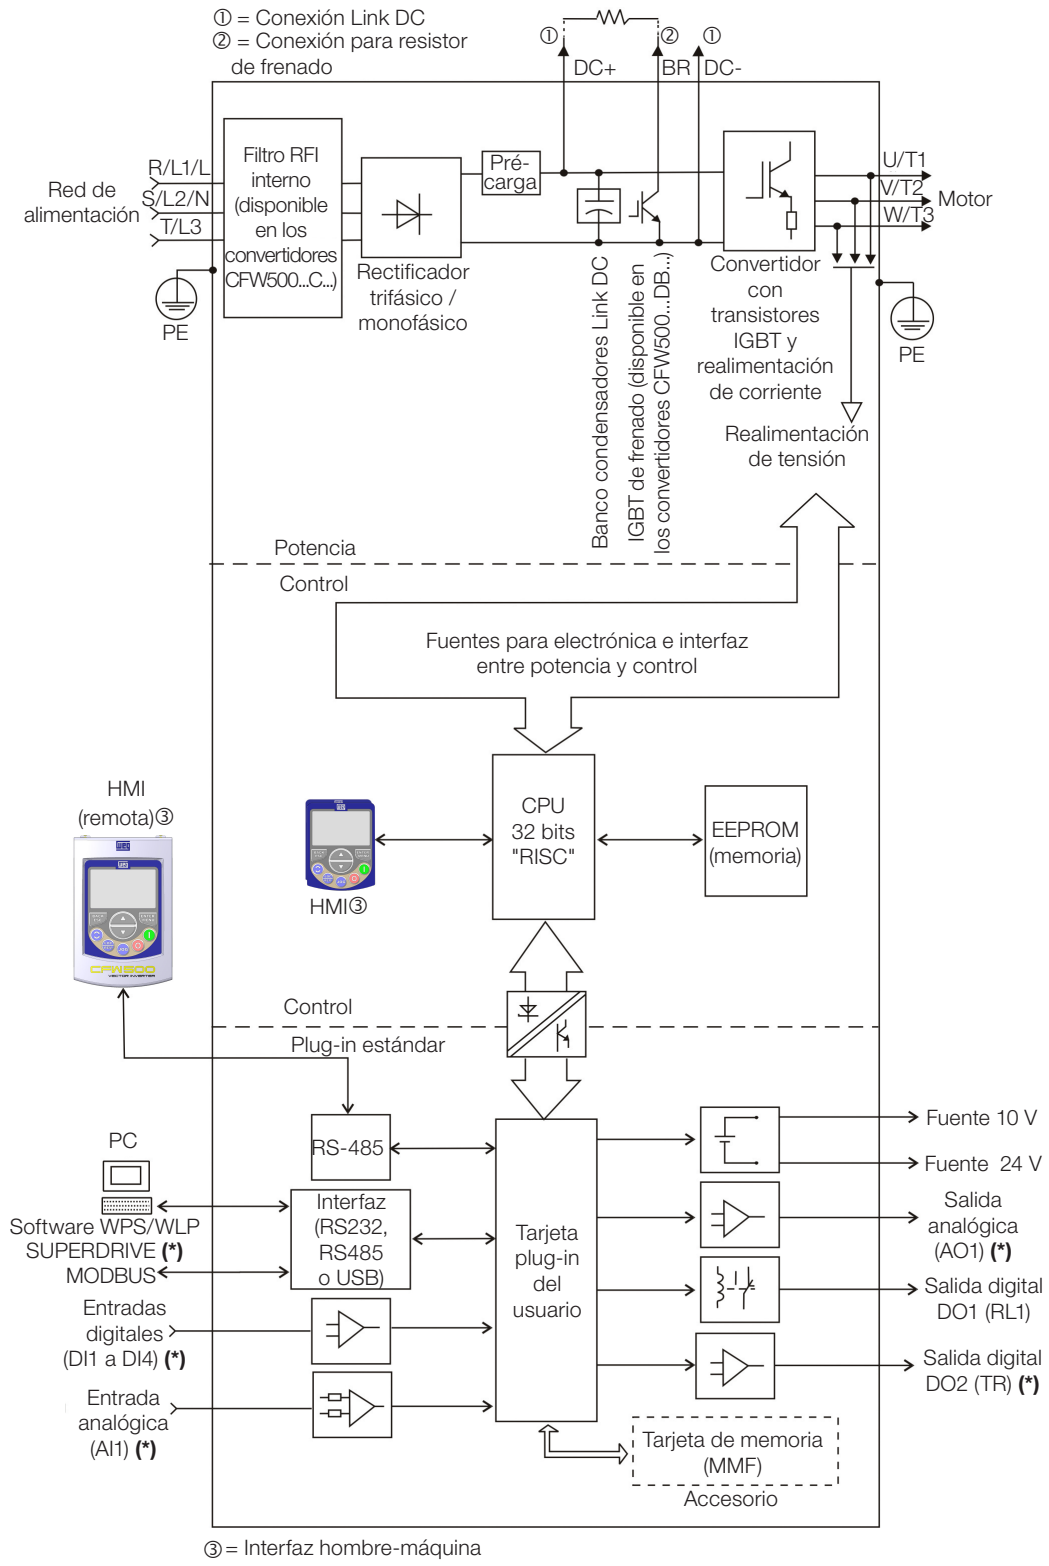 ① = Conexión Link DC
② = Conexión para resistor
de frenado
①
②
①
DC+
BR
DC-
Red de
alimentación
R/L1/L
S/L2/N
T/L3
PE
Filtro RFI
interno
(disponible
en los
convertidores
CFW500...C...)
Rectificador
trifásico /
monofásico
Pré-
carga
Banco condensadores Link DC
IGBT de frenado (disponible en
los convertidores CFW500...DB...)
Convertidor
con
transistores
IGBT y
realimentación
de corriente
U/T1
V/T2
W/T3
Motor
PE
Realimentación
de tensión
Potencia
Control
Fuentes para electrónica e interfaz
entre potencia y control
HMI
(remota)③
WEG
CFW500
VECTOR INVERTER
HMI③
CPU
32 bits
"RISC"
EEPROM
(memoria)
Control
Plug-in estándar
RS-485
PC
Software WPS/WLP
SUPERDRIVE (*)
MODBUS
Interfaz
(RS232,
RS485
o USB)
Entradas
digitales
(DI1 a DI4) (*)
Entrada
analógica
(AI1) (*)
Tarjeta
plug-in
del
usuario
Fuente 10 V
Fuente 24 V
Salida
analógica
(AO1) (*)
Salida digital
DO1 (RL1)
Salida digital
DO2 (TR) (*)
Tarjeta de memoria
(MMF)
Accesorio
③ = Interfaz hombre-máquina